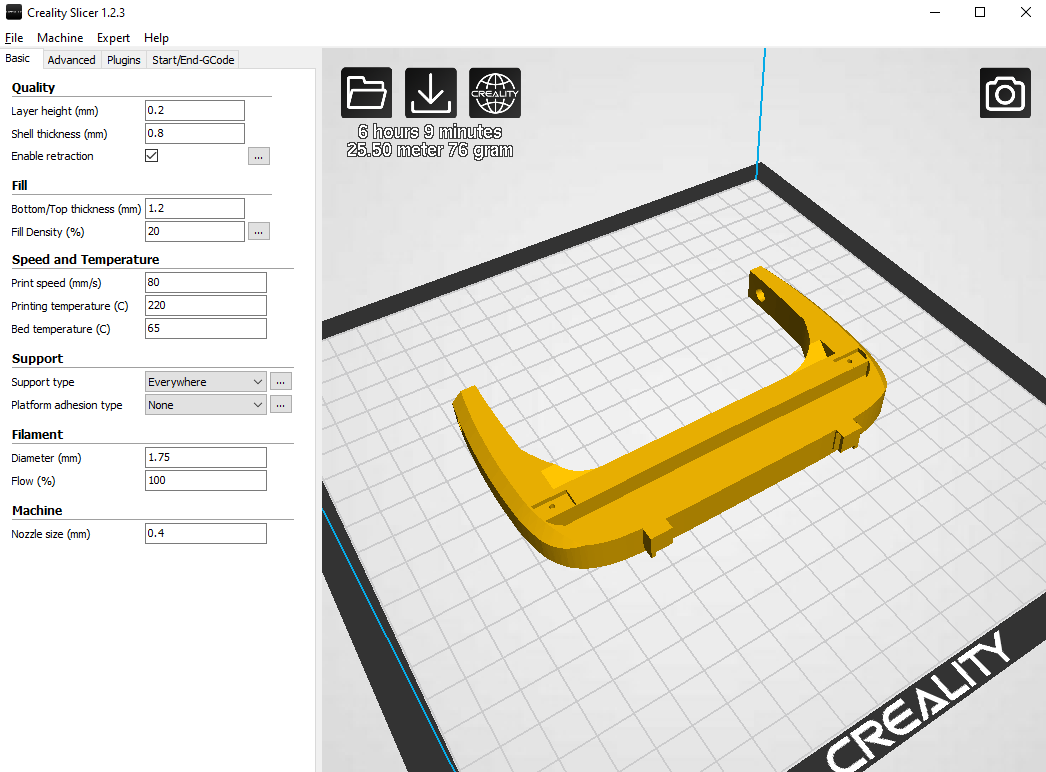 Creality Slicer 1.2.3
File Machine Expert Help
Basic Advanced Plugins Start/End-GCode
Quality
Layer height (mm) 0.2
Shell thickness (mm) 0.8
Enable retraction ...
Fill
Bottom/Top thickness (mm) 1.2
Fill Density (%) 20 ...
Speed and Temperature
Print speed (mm/s) 80
Printing temperature (C) 220
Bed temperature (C) 65
Support
Support type Everywhere ...
Platform adhesion type None ...
Filament
Diameter (mm) 1.75
Flow (%) 100
Machine
Nozzle size (mm) 0.4
CREALITY
6 hours 9 minutes
25.50 meter 76 gram
CREALITY